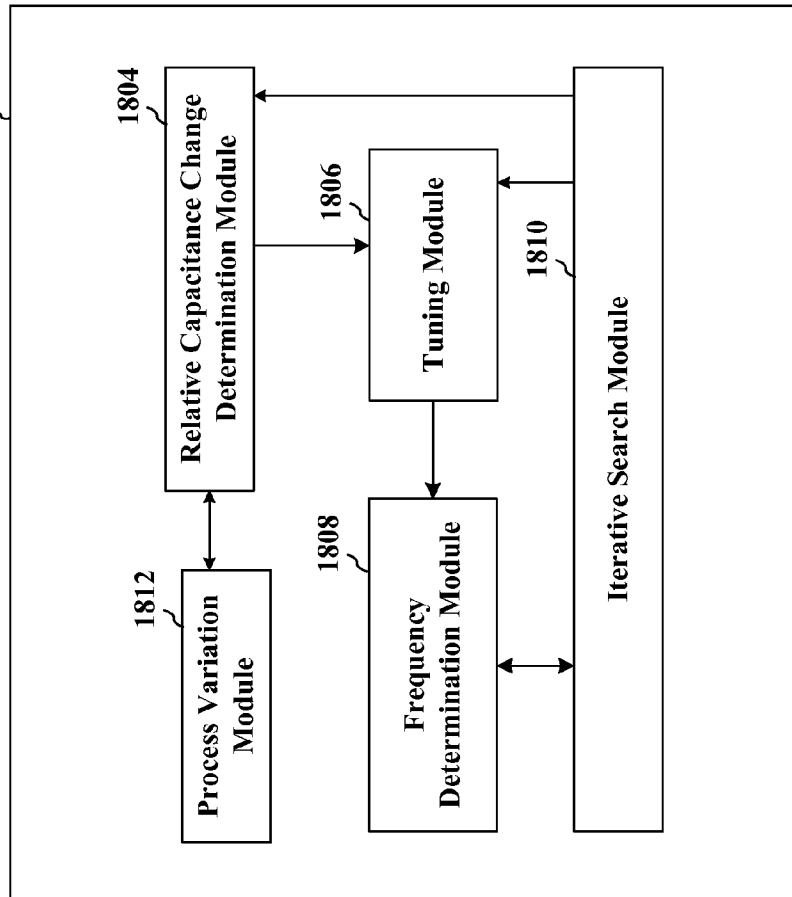 1812
Process Variation
Module
1804
Relative Capacitance Change
Determination Module
1808
Frequency
Determination Module
1806
Tuning Module
1810
Iterative Search Module